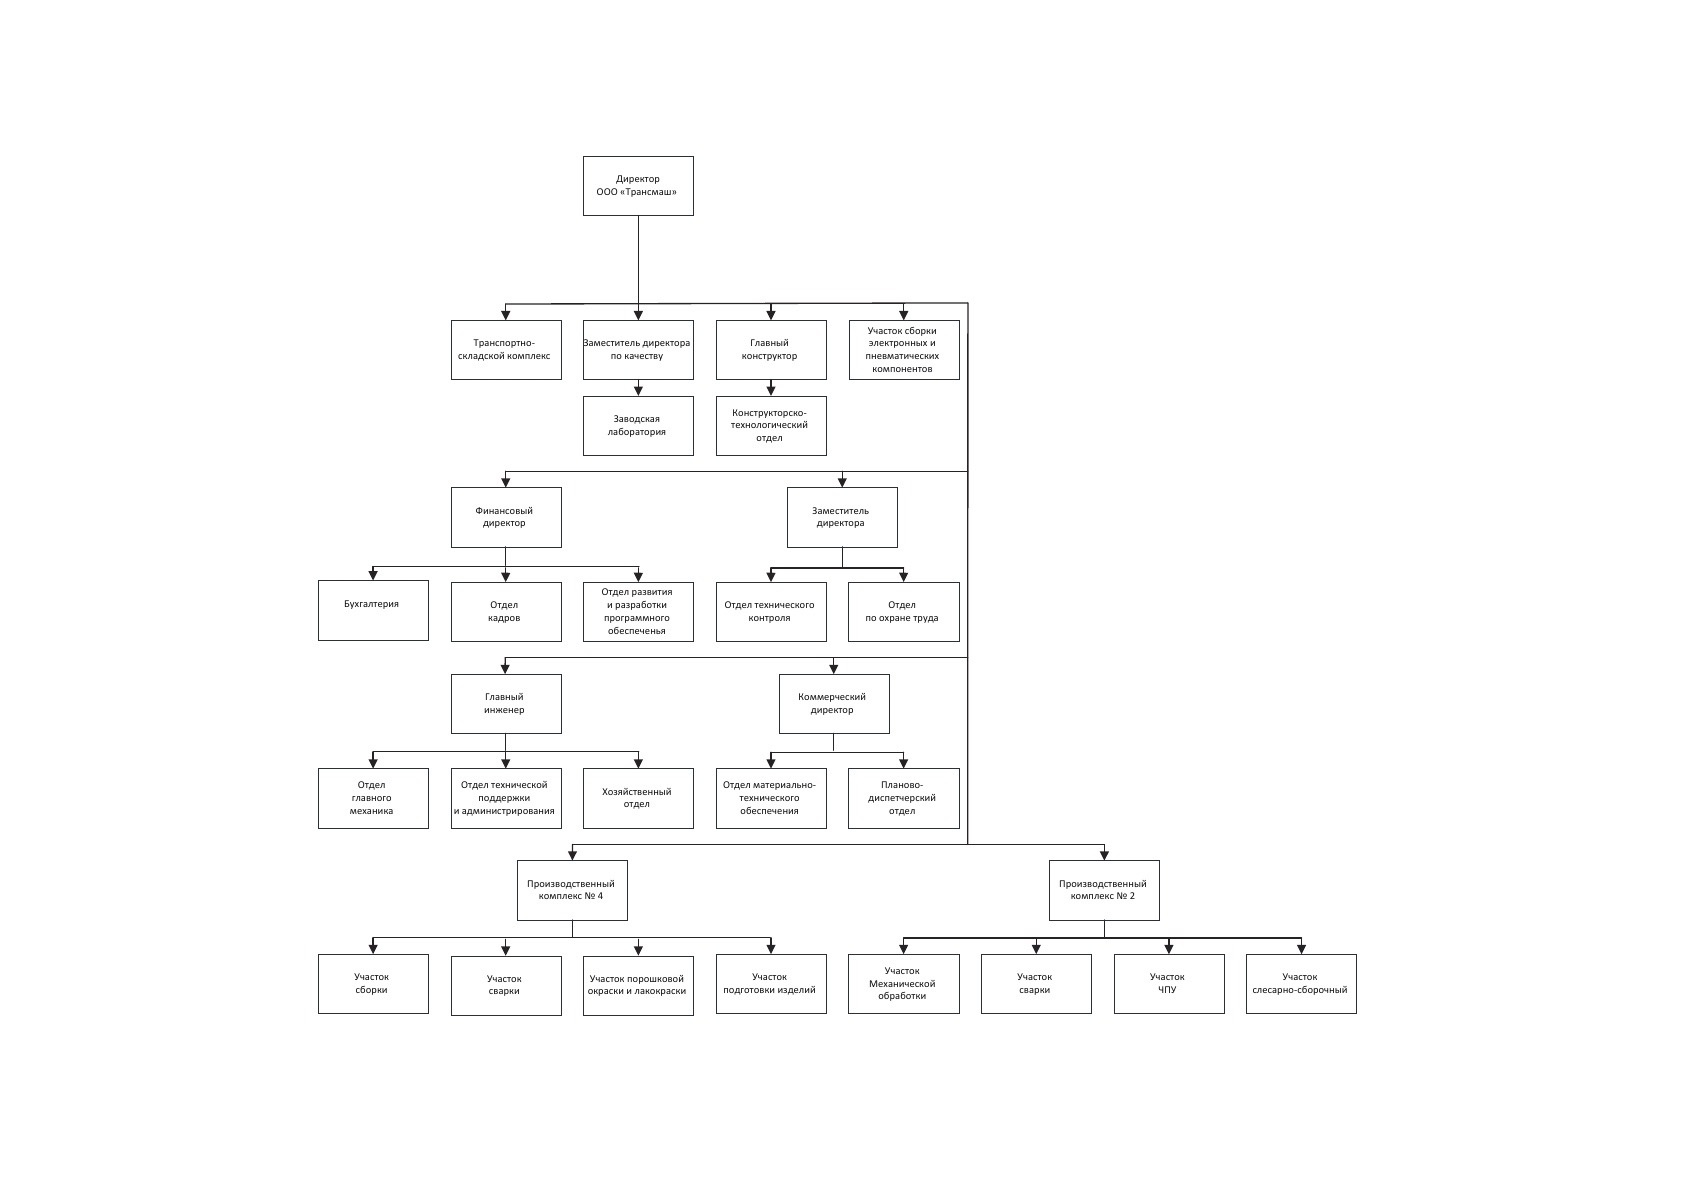 Директор
ООО «Трансмаш»
Транспортно-
складской комплекс
Заместитель директора
по качеству
Главный
конструктор
Участок сборки
электронных и
пневматических
компонентов
Заводская
лаборатория
Конструкторско-
технологический
отдел
Финансовый
директор
Заместитель
директора
Бухгалтерия
Отдел
кадров
Отдел развития
и разработки
программного
обеспеченья
Отдел технического
контроля
Отдел
по охране труда
Главный
инженер
Коммерческий
директор
Отдел
главного
механика
Отдел технической
поддержки
и администрирования
Хозяйственный
отдел
Отдел материально-
технического
обеспечения
Планово-
диспетчерский
отдел
Производственный
комплекс № 4
Производственный
комплекс № 2
Участок
сборки
Участок
сварки
Участок порошковой
окраски и лакокраски
Участок
подготовки изделий
Участок
Механической
обработки
Участок
сварки
Участок
ЧПУ
Участок
слесарно-сборочный